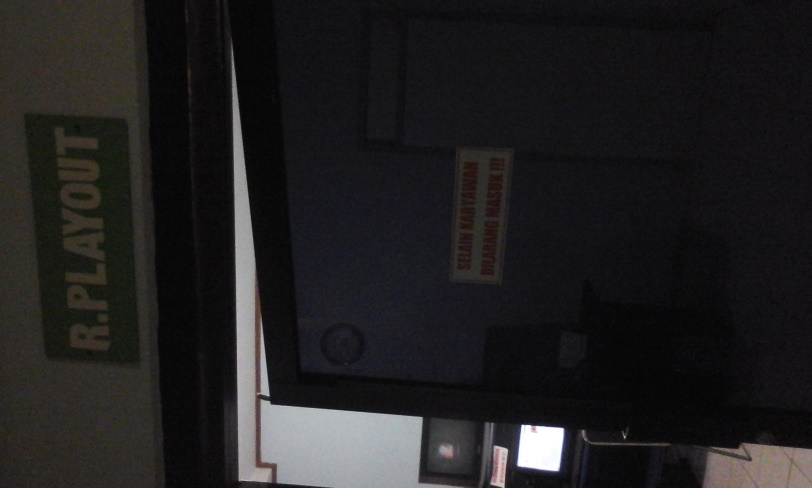 R.PLAYOUT
SELAIN KARYAWAN
DILARANG MASUK !!!